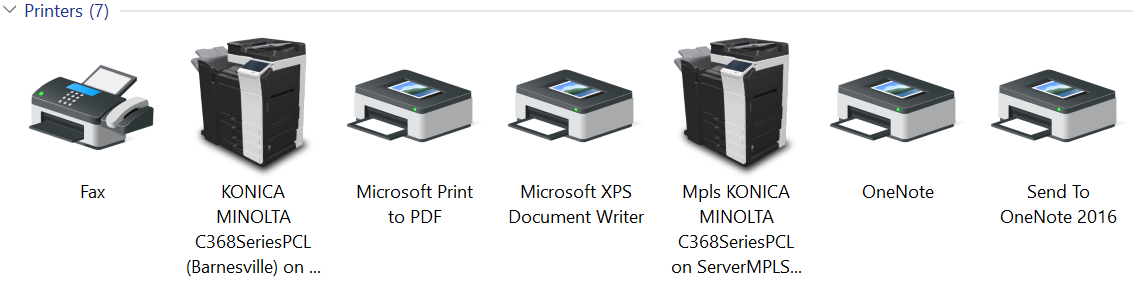 Printers (7)
Fax
KONICA
MINOLTA
C368SeriesPCL
(Barnesville) on ...
Microsoft Print
to PDF
Microsoft XPS
Document Writer
Mpls KONICA
MINOLTA
C368SeriesPCL
on ServerMPLS...
OneNote
Send To
OneNote 2016